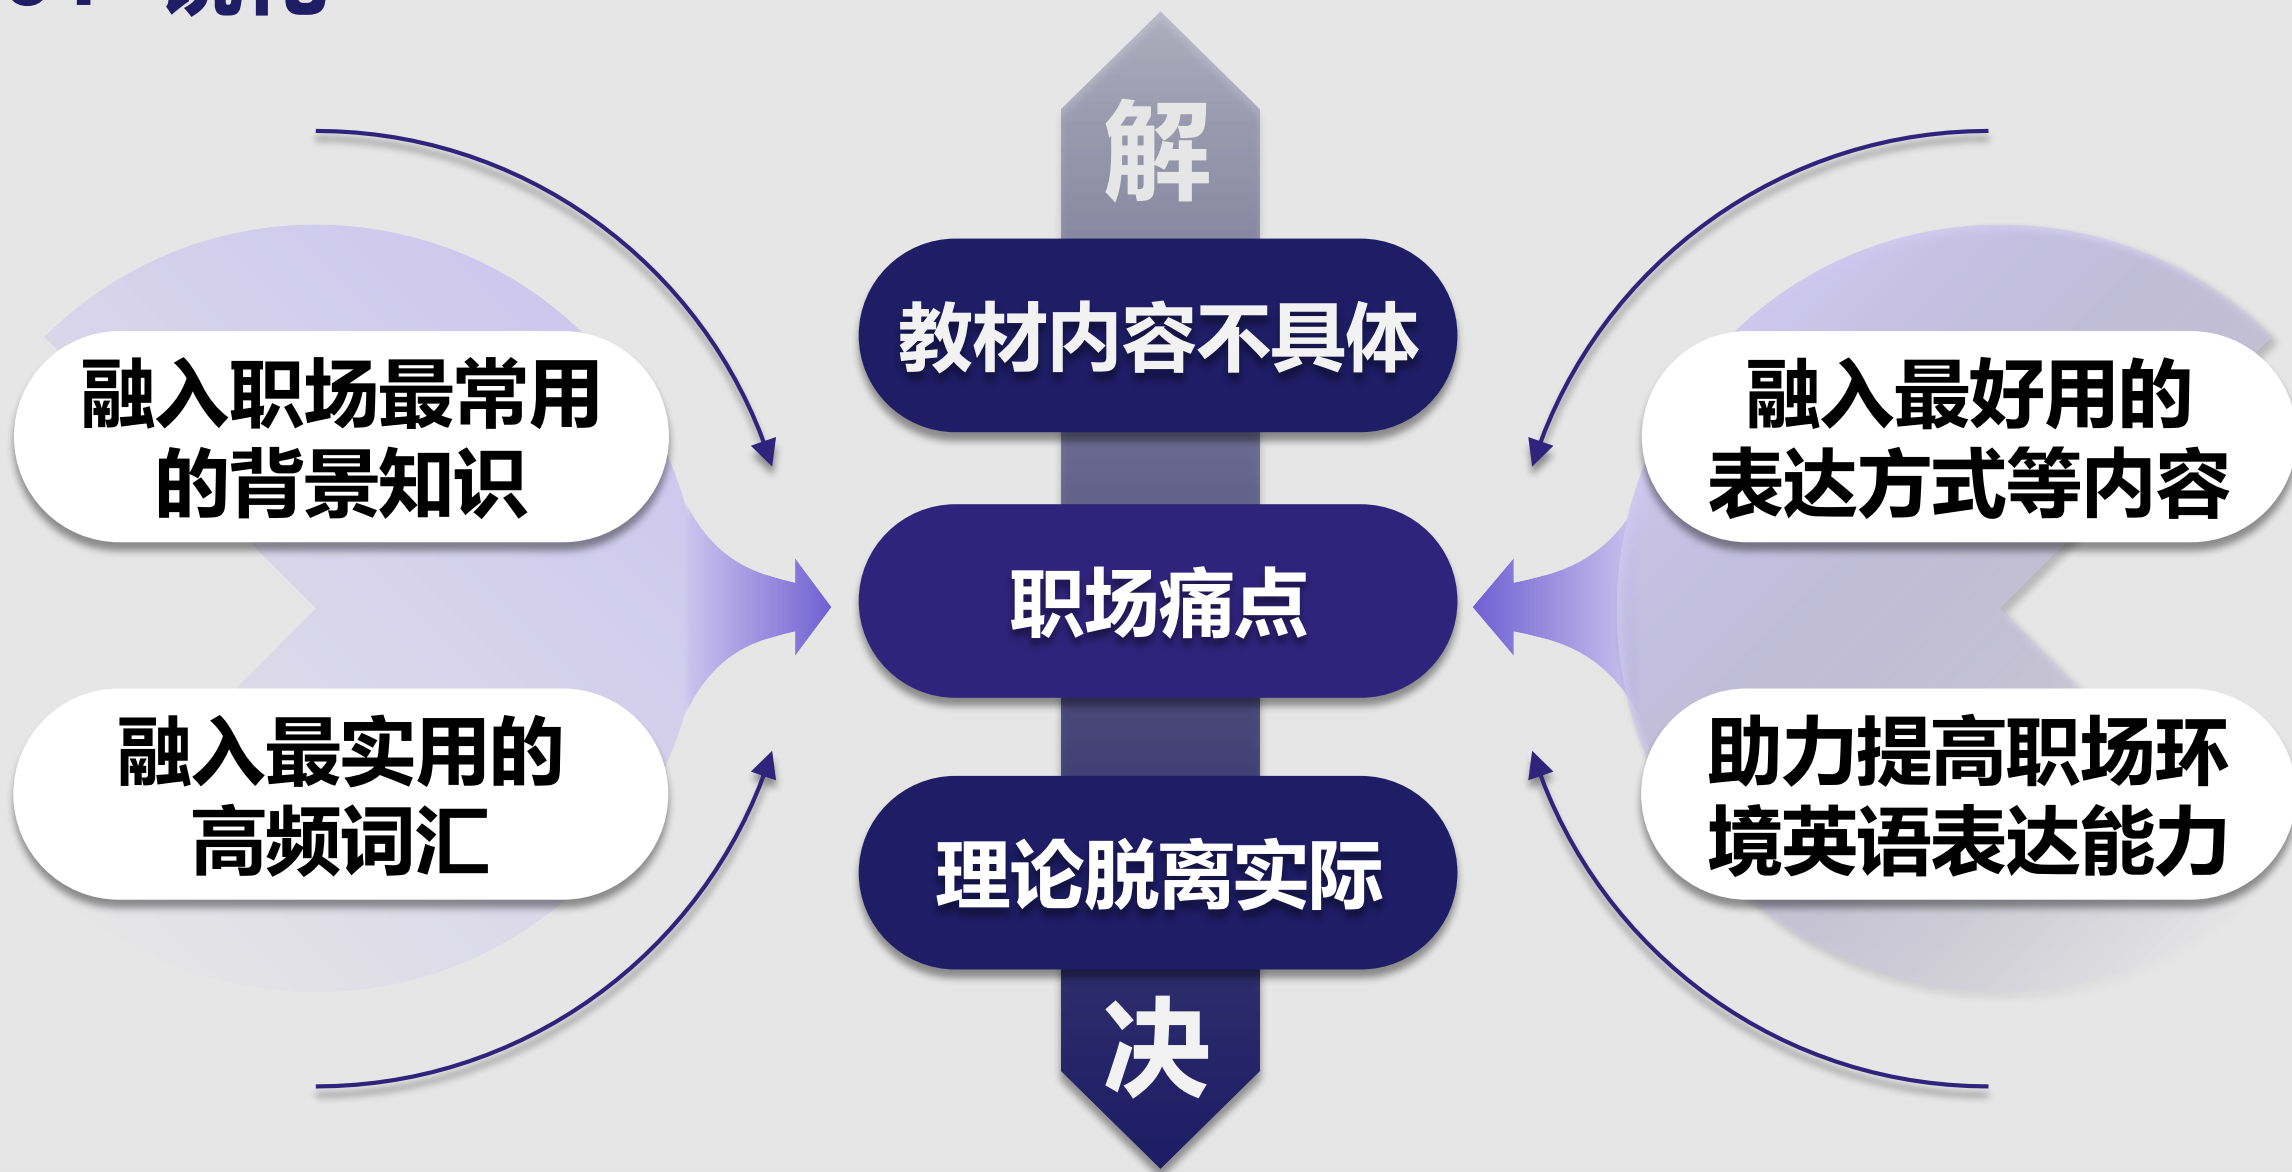 解
教材内容不具体
融入职场最常用
的背景知识
融入最好用的
表达方式等内容
职场痛点
融入最实用的
高频词汇
助力提高职场环
境英语表达能力
理论脱离实际
决